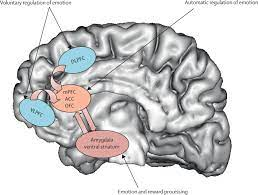 Voluntary regulation of emotion
Automatic regulation of emotion
DLPFC
mPFC
ACC
OFC
VLPFC
Amygdala
ventral striatum
Emotion and reward processing